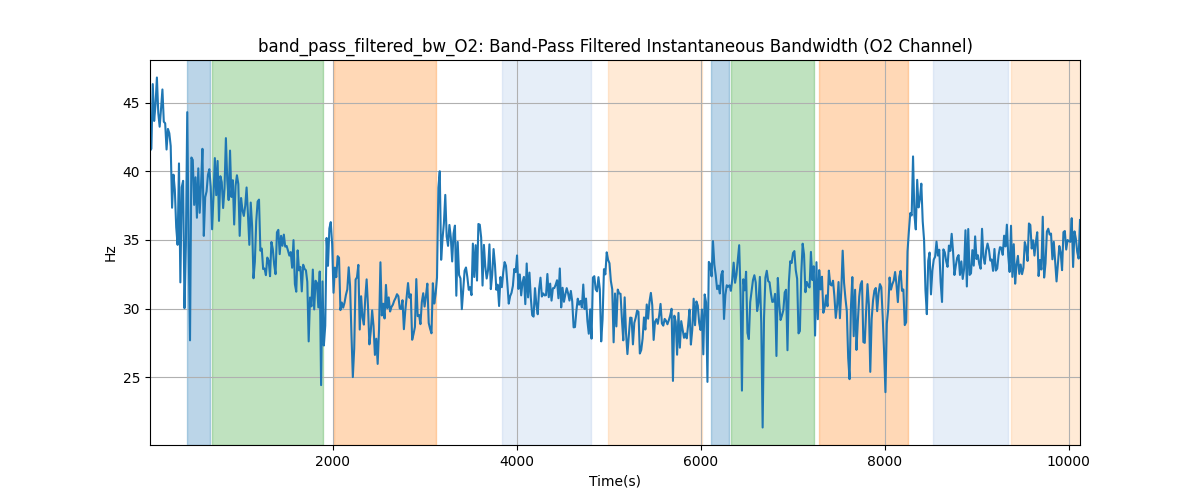 band_pass_filtered_bw_O2: Band-Pass Filtered Instantaneous Bandwidth (O2 Channel)
45
40
35
30
25
Hz
2000 4000 6000 8000 10000
Time(s)